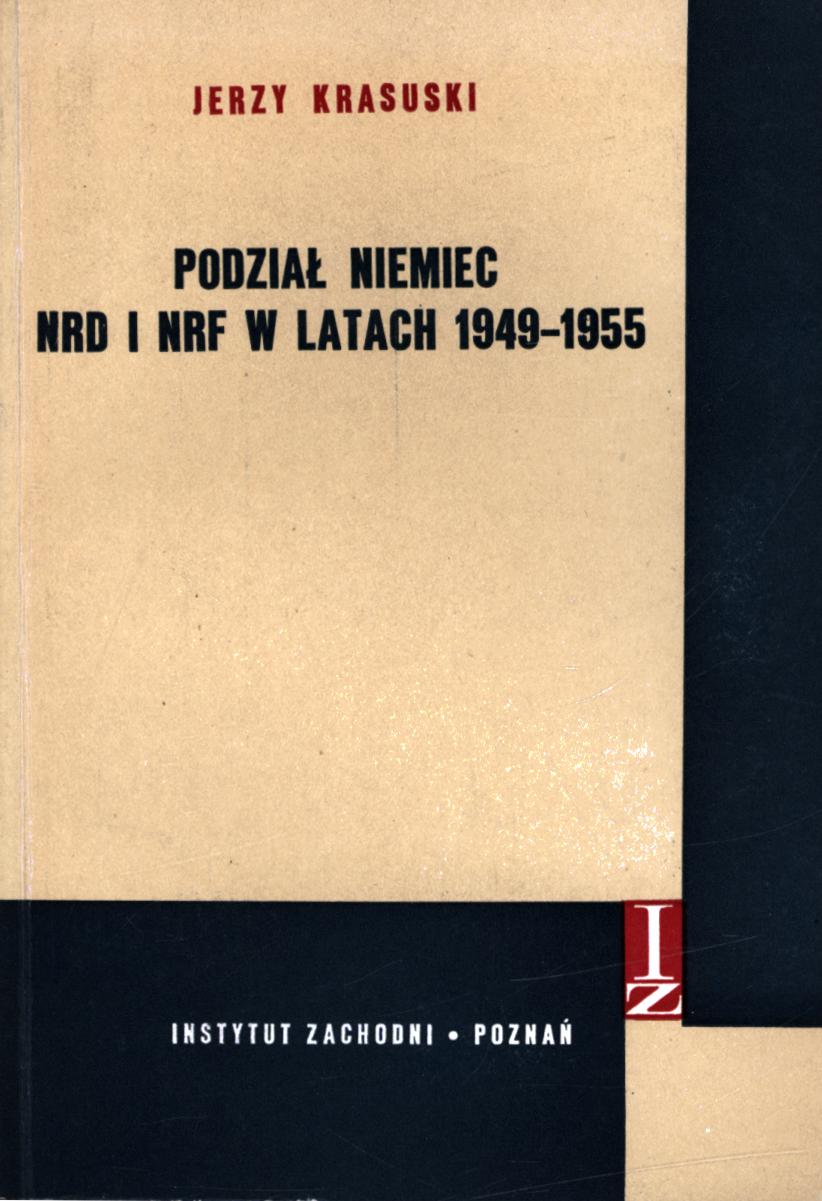 JERZY KRASUSKI
PODZIAŁ NIEMIEC
NRD I NRF W LATACH 1949–1955
I
Z
INSTYTUT ZACHODNI • POZNAŃ